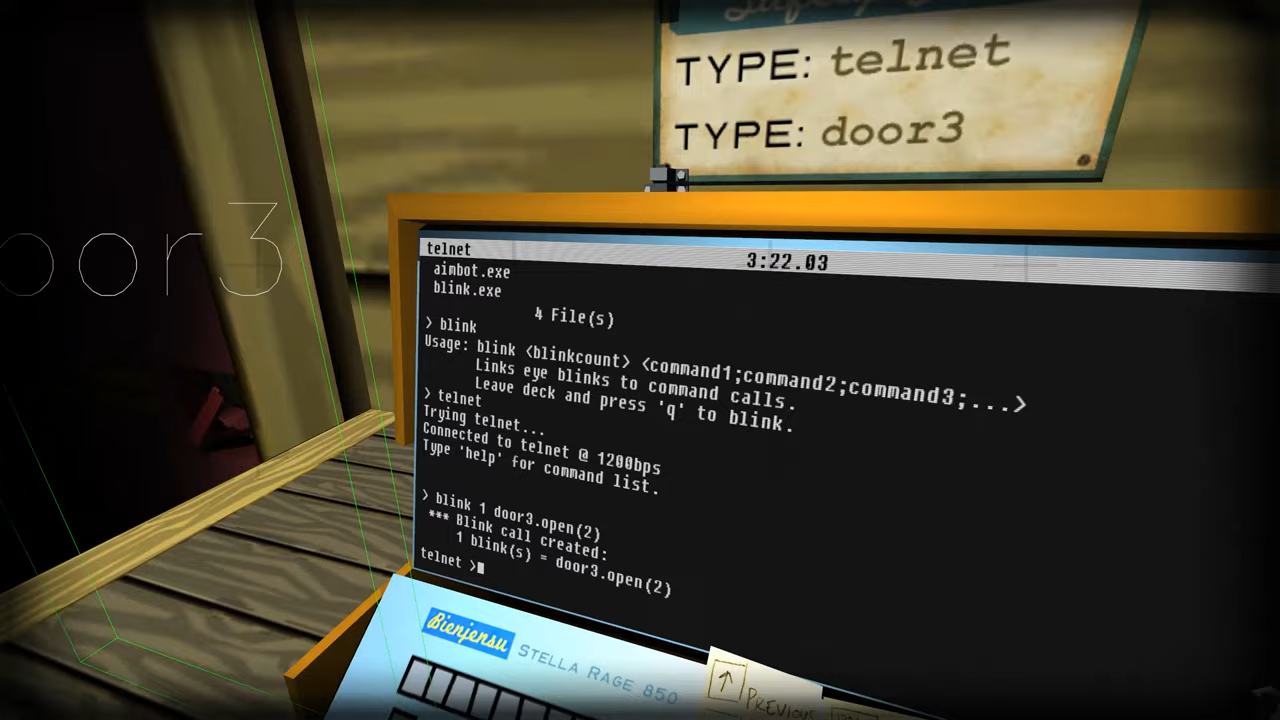 TYPE: telnet
TYPE: door3
oor3
telnet 3:22.03
aimbot.exe
blink.exe
4 File(s)
> blink
Usage: blink <blinkcount> <command1;command2;command3;...>
Links eye blinks to command calls.
Leave deck and press 'q' to blink.
> telnet
Trying telnet...
Connected to telnet @ 1200bps
Type 'help' for command list.
> blink 1 door3.open(2)
*** Blink call created:
1 blink(s) = door3.open(2)
telnet >
Bienjensu STELLA RAGE 850
↑ PREVIOUS